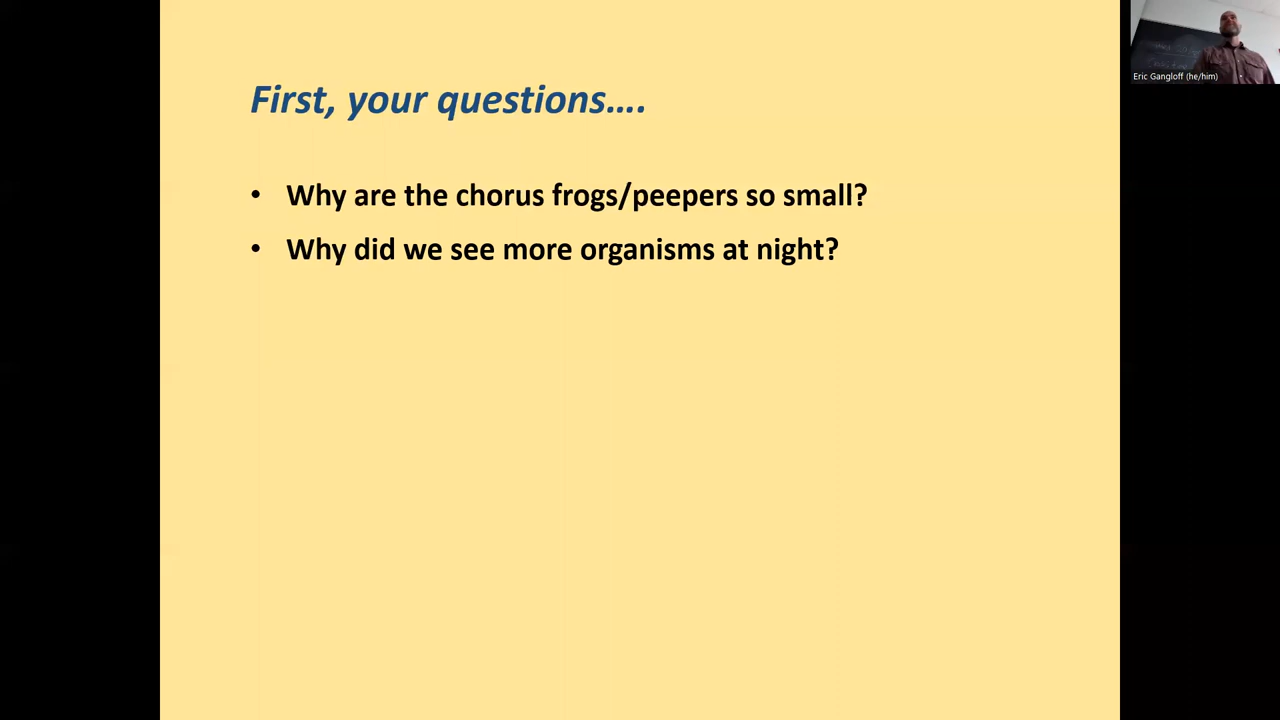 First, your questions….
• Why are the chorus frogs/peepers so small?
• Why did we see more organisms at night?
Eric Gangloff (he/him)